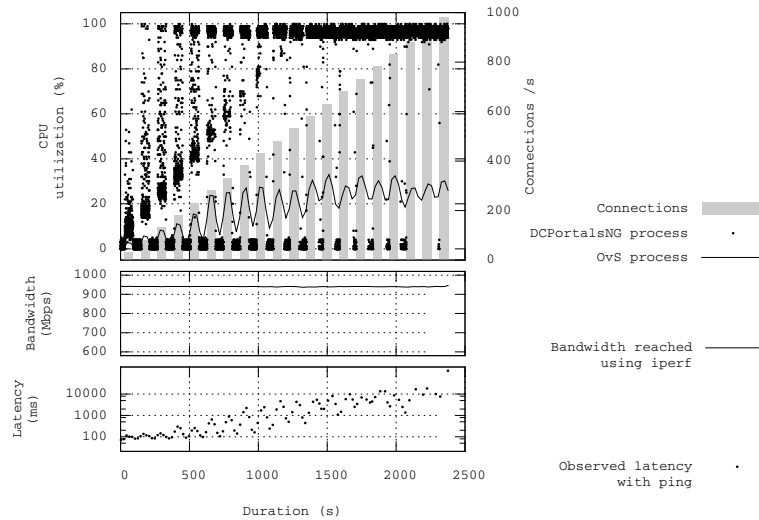 100
80
60
40
20
0
CPU
utilization (%)
1000
800
600
400
200
0
Connections /s
Connections
DCPortalsNG process
OvS process
1000
900
800
700
600
Bandwidth
(Mbps)
Bandwidth reached
using iperf
10000
1000
100
Latency
(ms)
0
500
1000
1500
2000
2500
Duration (s)
Observed latency
with ping